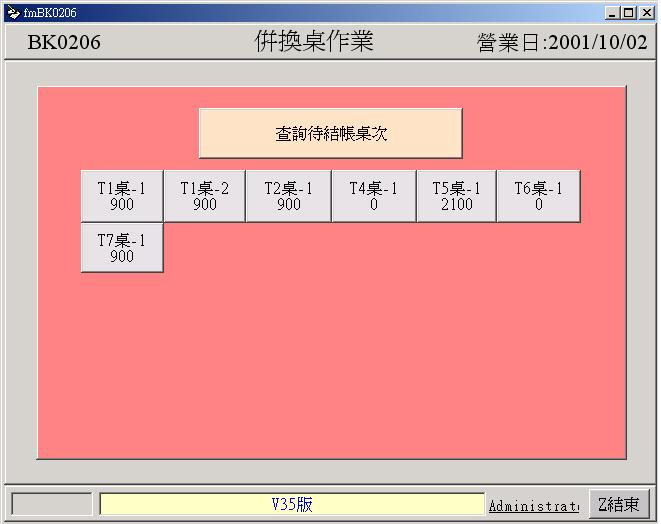 fmBK0206
BK0206 併換桌作業 營業日:2001/10/02
查詢待結帳桌次
T1桌-1 T1桌-2 T2桌-1 T4桌-1 T5桌-1 T6桌-1
900 900 900 0 2100 0
T7桌-1
900
V35版 Administrato Z結束